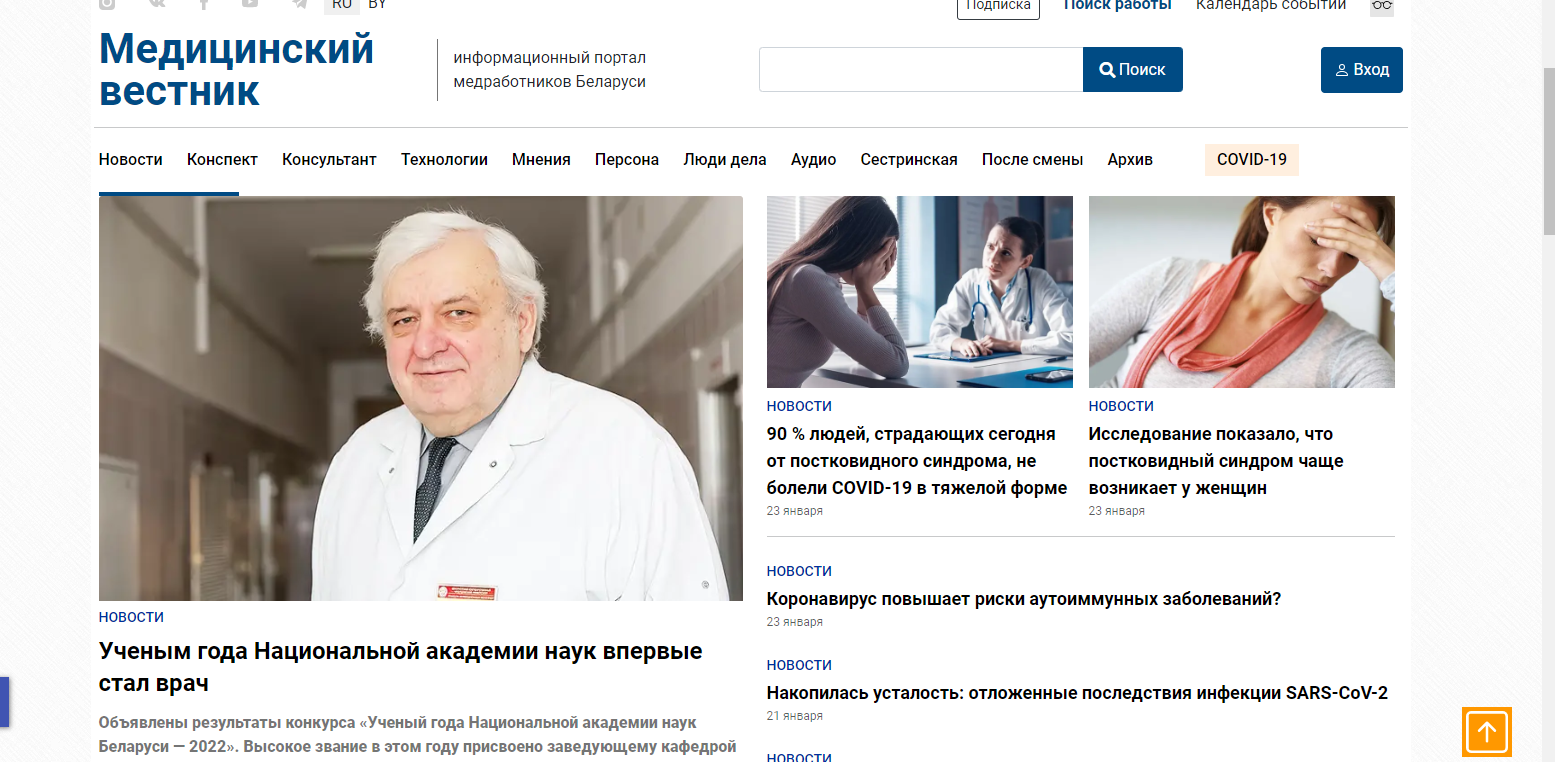 RU BY
Подписка
Поиск работы
Календарь событий
Медицинский
вестник
информационный портал
медработников Беларуси
Поиск
Вход
Новости Конспект Консультант Технологии Мнения Персона Люди дела Аудио Сестринская После смены Архив COVID-19
НОВОСТИ
Ученым года Национальной академии наук впервые
стал врач
Объявлены результаты конкурса «Ученый года Национальной академии наук
Беларуси — 2022». Высокое звание в этом году присвоено заведующему кафедрой
НОВОСТИ
90 % людей, страдающих сегодня
от постковидного синдрома, не
болели COVID-19 в тяжелой форме
23 января
НОВОСТИ
Исследование показало, что
постковидный синдром чаще
возникает у женщин
23 января
НОВОСТИ
Коронавирус повышает риски аутоиммунных заболеваний?
23 января
НОВОСТИ
Накопилась усталость: отложенные последствия инфекции SARS-CoV-2
21 января
НОВОСТИ